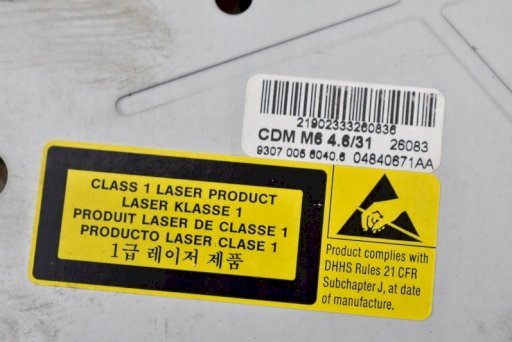 21902333260836
CDM M6 4.6/31 26083
9307 005 6040.6 04840671AA
CLASS 1 LASER PRODUCT
LASER KLASSE 1
PRODUIT LASER DE CLASSE 1
PRODUCTO LASER CLASE 1
1급 레이저 제품
Product complies with
DHHS Rules 21 CFR
Subchapter J, at date
of manufacture.